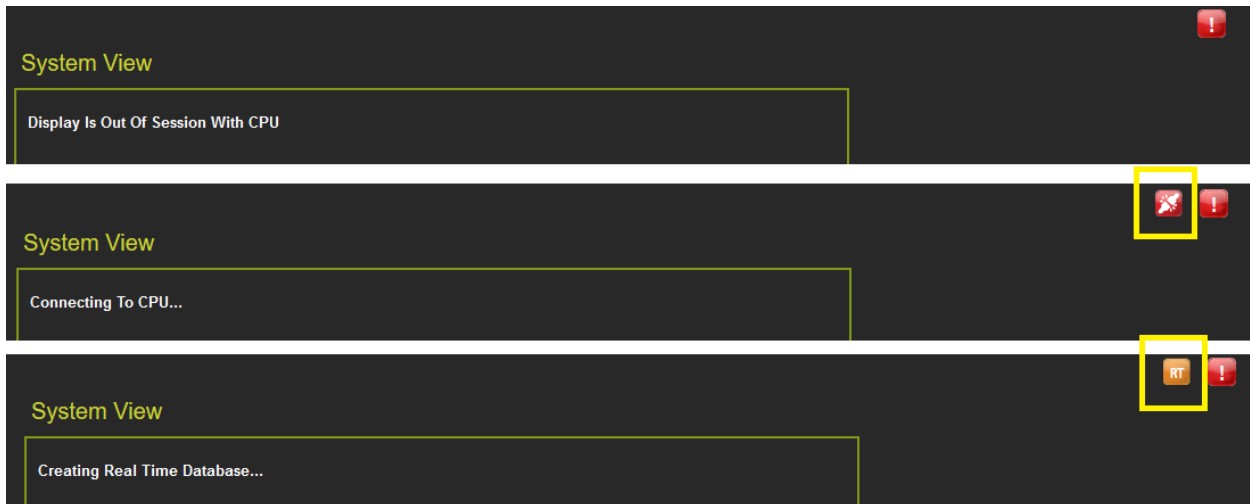 !
System View
Display Is Out Of Session With CPU
!
System View
Connecting To CPU...
RT !
System View
Creating Real Time Database...